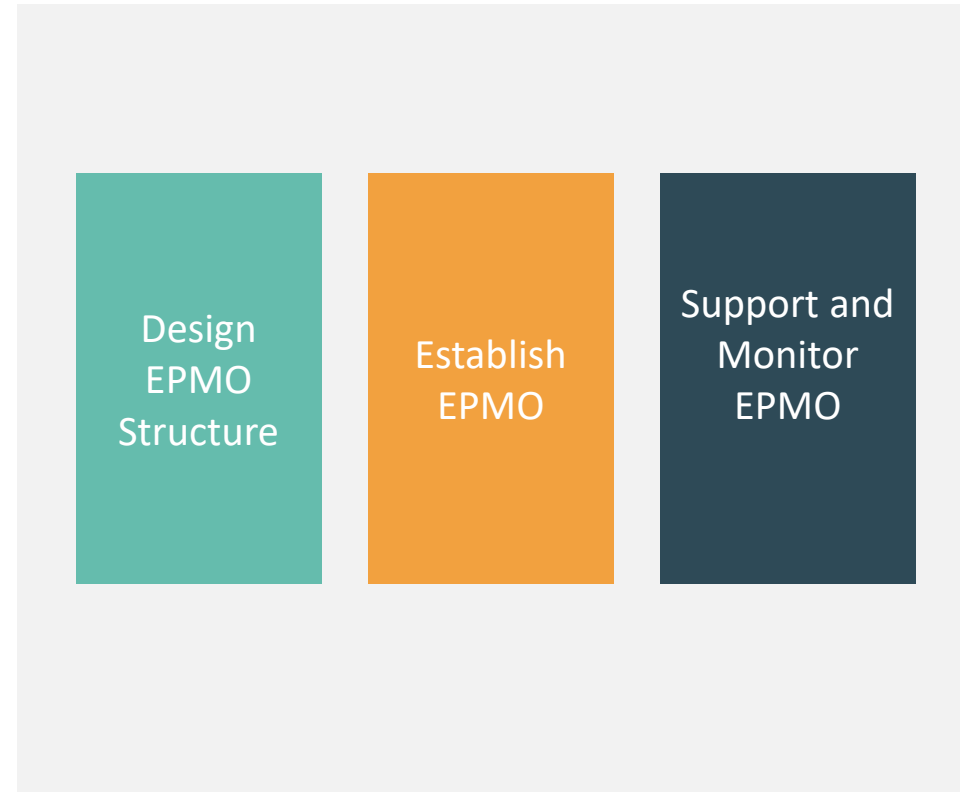 Design
EPMO
Structure
Establish
EPMO
Support and
Monitor
EPMO